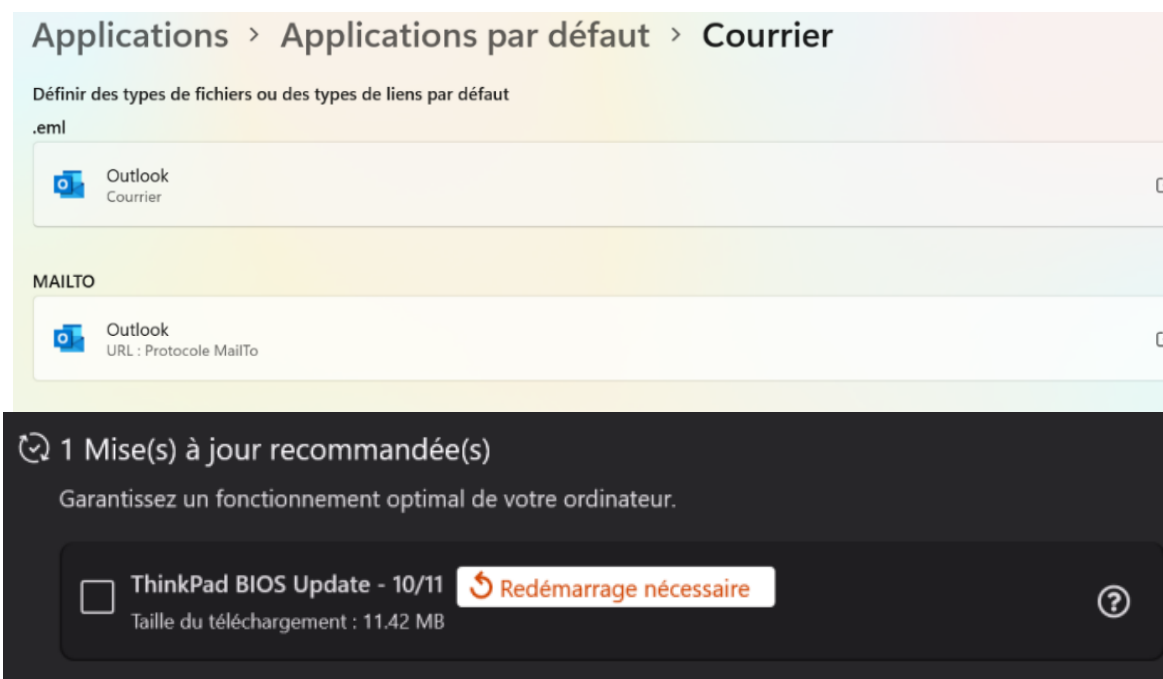 Applications > Applications par défaut > Courrier
Définir des types de fichiers ou des types de liens par défaut
.eml
Outlook
Courrier
MAILTO
Outlook
URL : Protocole MailTo
1 Mise(s) à jour recommandée(s)
Garantissez un fonctionnement optimal de votre ordinateur.
ThinkPad BIOS Update - 10/11 Redémarrage nécessaire
Taille du téléchargement : 11.42 MB